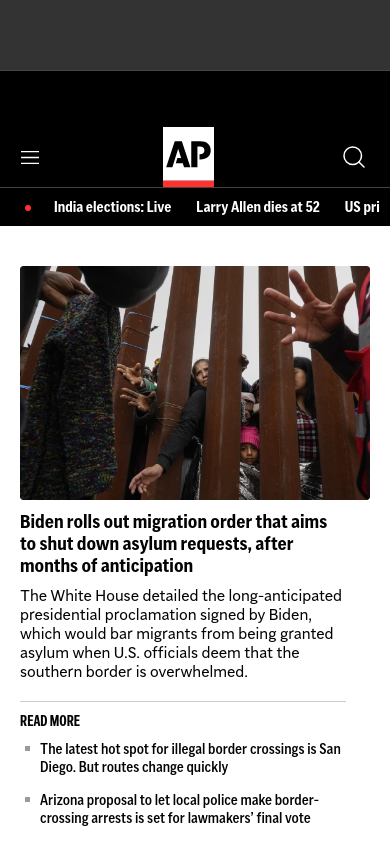 AP
India elections: Live
Larry Allen dies at 52
US pri
Biden rolls out migration order that aims
to shut down asylum requests, after
months of anticipation
The White House detailed the long-anticipated
presidential proclamation signed by Biden,
which would bar migrants from being granted
asylum when U.S. officials deem that the
southern border is overwhelmed.
READ MORE
The latest hot spot for illegal border crossings is San
Diego. But routes change quickly
Arizona proposal to let local police make border-
crossing arrests is set for lawmakers’ final vote